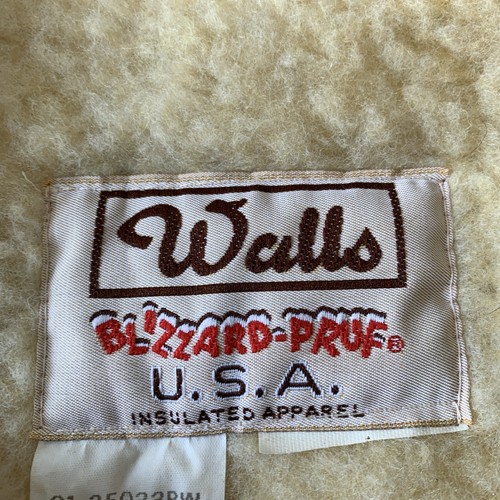 Walls
BLIZZARD-PRUF®
U.S.A.
INSULATED APPAREL